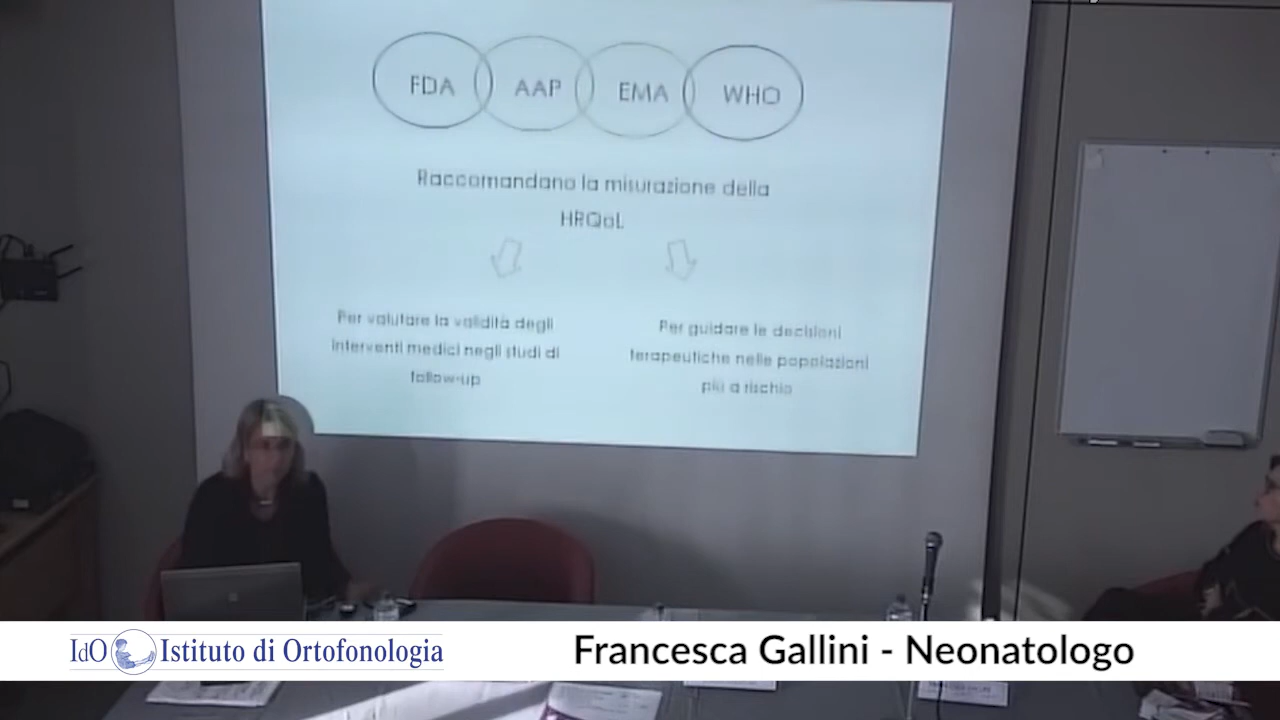 FDA AAP EMA WHO
Raccomandano la misurazione della
HRQoL
Per valutare la validità degli
interventi medici negli studi di
follow-up
Per guidare le decisioni
terapeutiche nelle popolazioni
più a rischio
IdO Istituto di Ortofonologia
Francesca Gallini - Neonatologo